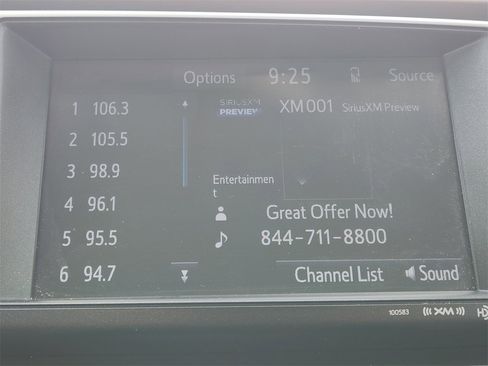 Options 9:25 Source
1 106.3
2 105.5
3 98.9
4 96.1
5 95.5
6 94.7
SIRIUSXM
PREVIEW
XM001 SiriusXM Preview
Entertainmen
t
Great Offer Now!
844-711-8800
Channel List Sound
100583 XM HD